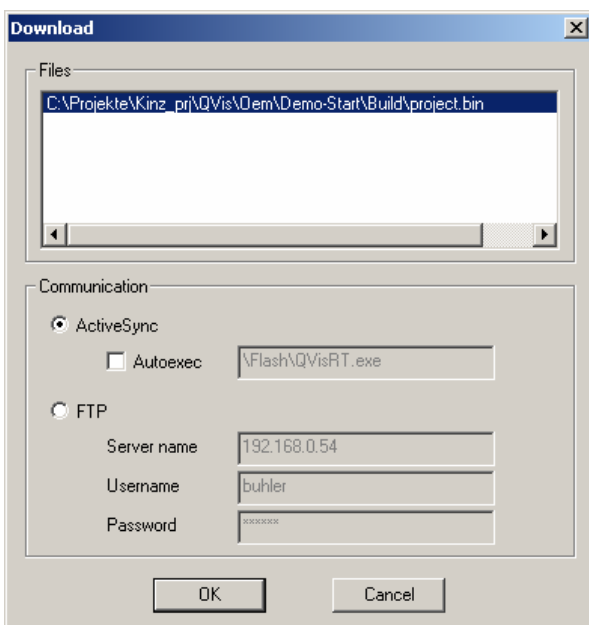 Download
Files
C:\Projekte\Kinz_prj\QVis\Oem\Demo-Start\Build\project.bin
Communication
ActiveSync
Autoexec \Flash\QVisRT.exe
FTP
Server name 192.168.0.54
Username buhler
Password ××××××
OK Cancel